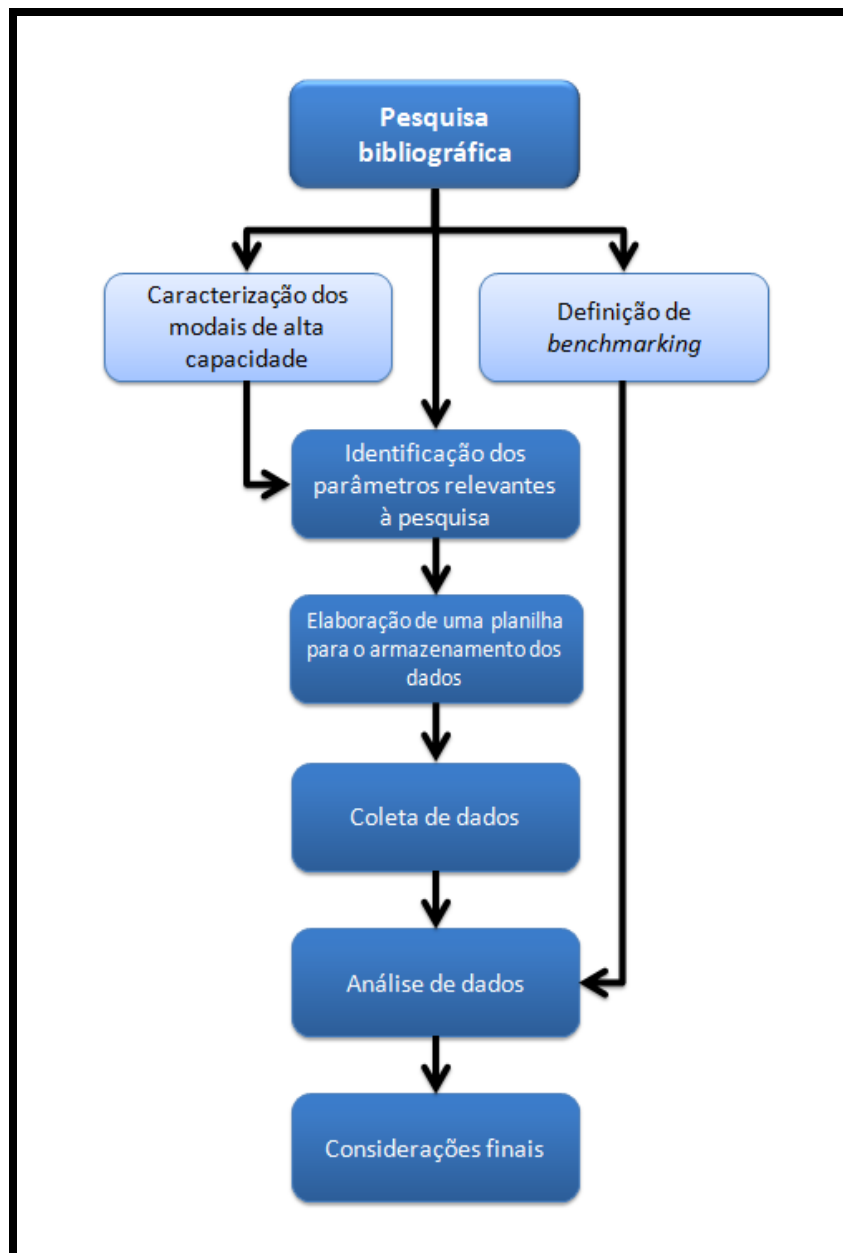 Pesquisa
bibliográfica
Caracterização dos
modais de alta
capacidade
Definição de
benchmarking
Identificação dos
parâmetros relevantes
à pesquisa
Elaboração de uma planilha
para o armazenamento dos
dados
Coleta de dados
Análise de dados
Considerações finais